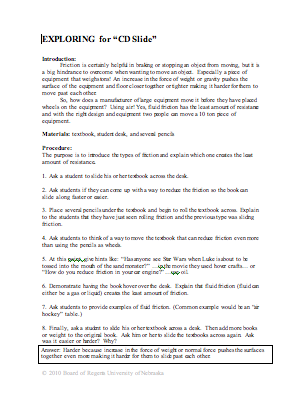 EXPLORING for “CD Slide”
Introduction:
Friction is certainly helpful in braking or stopping an object from moving, but it is
a big hindrance to overcome when wanting to move an object. Especially a piece of
equipment that weighs tons! An increase in the force of weight or gravity pushes the
surface of the equipment and floor closer together or tighter making it harder for them to
move past each other.
So, how does a manufacturer of large equipment move it before they have placed
wheels on the equipment? Using air! Yes, fluid friction has the least amount of resistance
and with the right design and equipment two people can move a 10 ton piece of
equipment.
Materials: textbook, student desk, and several pencils
Procedure:
The purpose is to introduce the types of friction and explain which one creates the least
amount of resistance.
1. Ask a student to slide his or her textbook across the desk.
2. Ask students if they can come up with a way to reduce the friction so the book can
slide along faster or easier.
3. Place several pencils under the textbook and begin to roll the textbook across. Explain
to the students that they have just seen rolling friction and the previous type was sliding
friction.
4. Ask students to think of a way to move the textbook that can reduce friction even more
than using the pencils as wheels.
5. At this give hints like: “Has anyone see Star Wars when Luke is about to be
tossed into the mouth of the sand monster?” … movie they used hover crafts… or
“How do you reduce friction in your car engine?” … oil.
6. Demonstrate having the book hover over the desk. Explain that fluid friction (fluid can
either be a gas or liquid) creates the least amount of friction.
7. Ask students to provide examples of fluid friction. (Common example would be an “air
hockey” table.)
8. Finally, ask a student to slide his or her textbook across a desk. Then add more books
or weight to the original book. Ask him or her to slide the textbooks across again. Ask
was it easier or harder? Why?
Answer: Harder because increase in the force of weight or normal force pushes the surfaces
together even more making it harder for them to slide past each other
© 2010 Board of Regents University of Nebraska